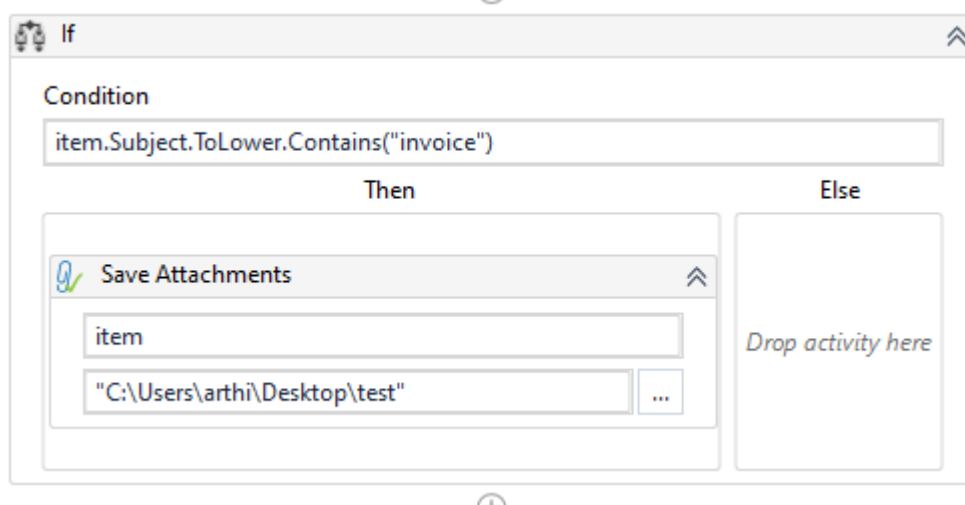 If
Condition
item.Subject.ToLower.Contains("invoice")
Then
Else
Save Attachments
item
"C:\Users\arthi\Desktop\test"
...
Drop activity here